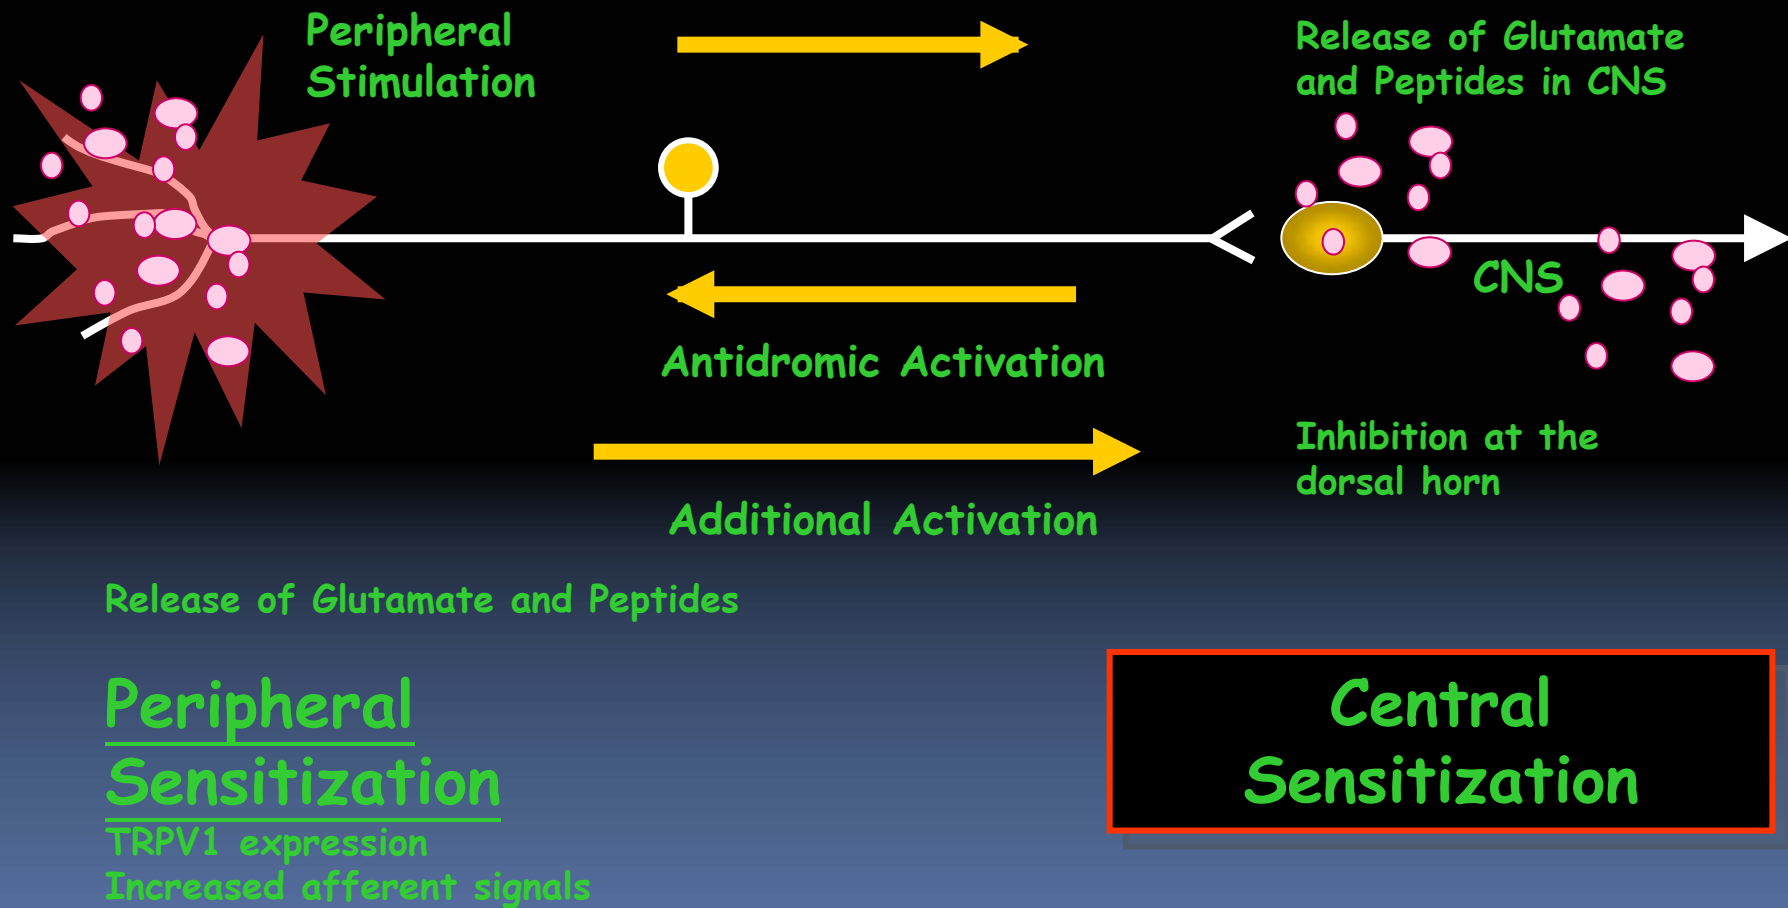 Peripheral
Stimulation
Release of Glutamate
and Peptides in CNS
CNS
Antidromic Activation
Inhibition at the
dorsal horn
Additional Activation
Release of Glutamate and Peptides
Peripheral
Sensitization
TRPV1 expression
Increased afferent signals
Central
Sensitization